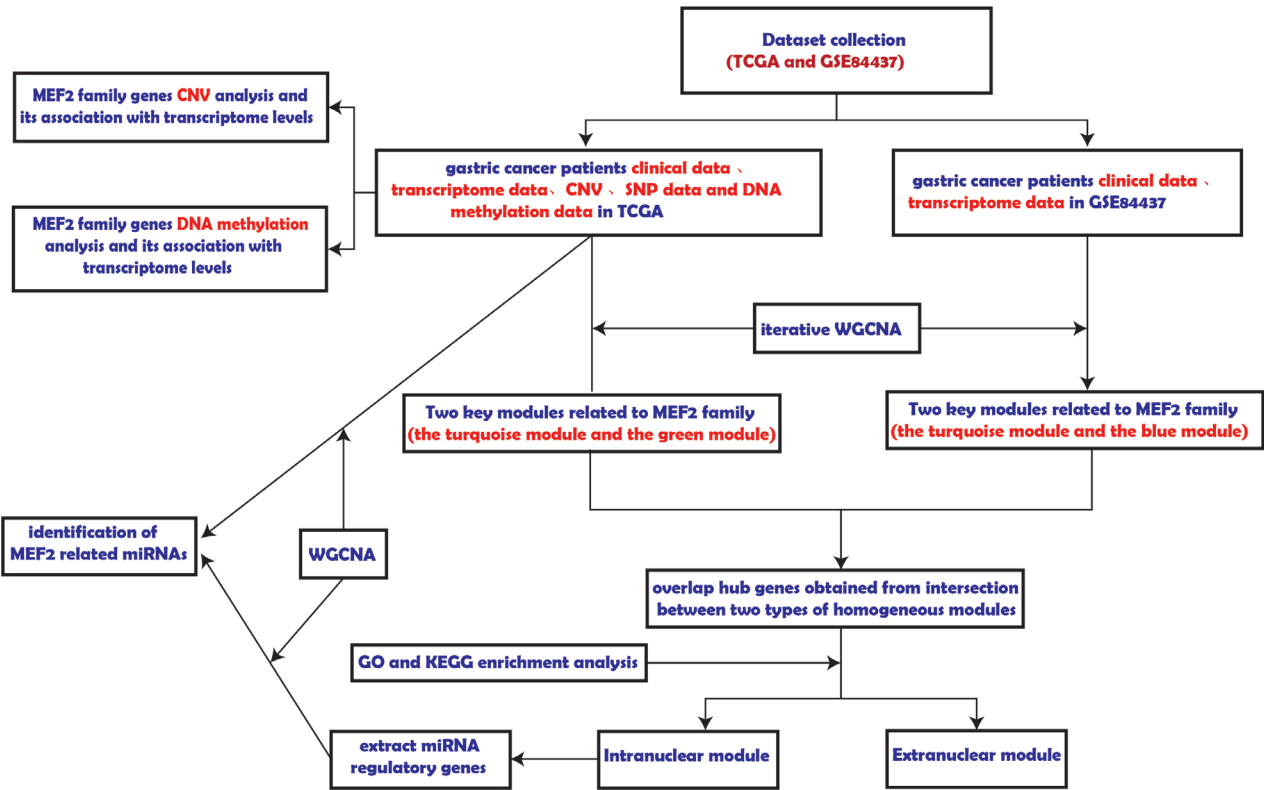 Dataset collection
(TCGA and GSE84437)
MEF2 family genes CNV analysis and
its association with transcriptome levels
gastric cancer patients clinical data 、
transcriptome data、CNV 、 SNP data and DNA
methylation data in TCGA
gastric cancer patients clinical data 、
transcriptome data in GSE84437
MEF2 family genes DNA methylation
analysis and its association with
transcriptome levels
iterative WGCNA
Two key modules related to MEF2 family
(the turquoise module and the green module)
Two key modules related to MEF2 family
(the turquoise module and the blue module)
identification of
MEF2 related miRNAs
WGCNA
overlap hub genes obtained from intersection
between two types of homogeneous modules
GO and KEGG enrichment analysis
extract miRNA
regulatory genes
Intranuclear module
Extranuclear module